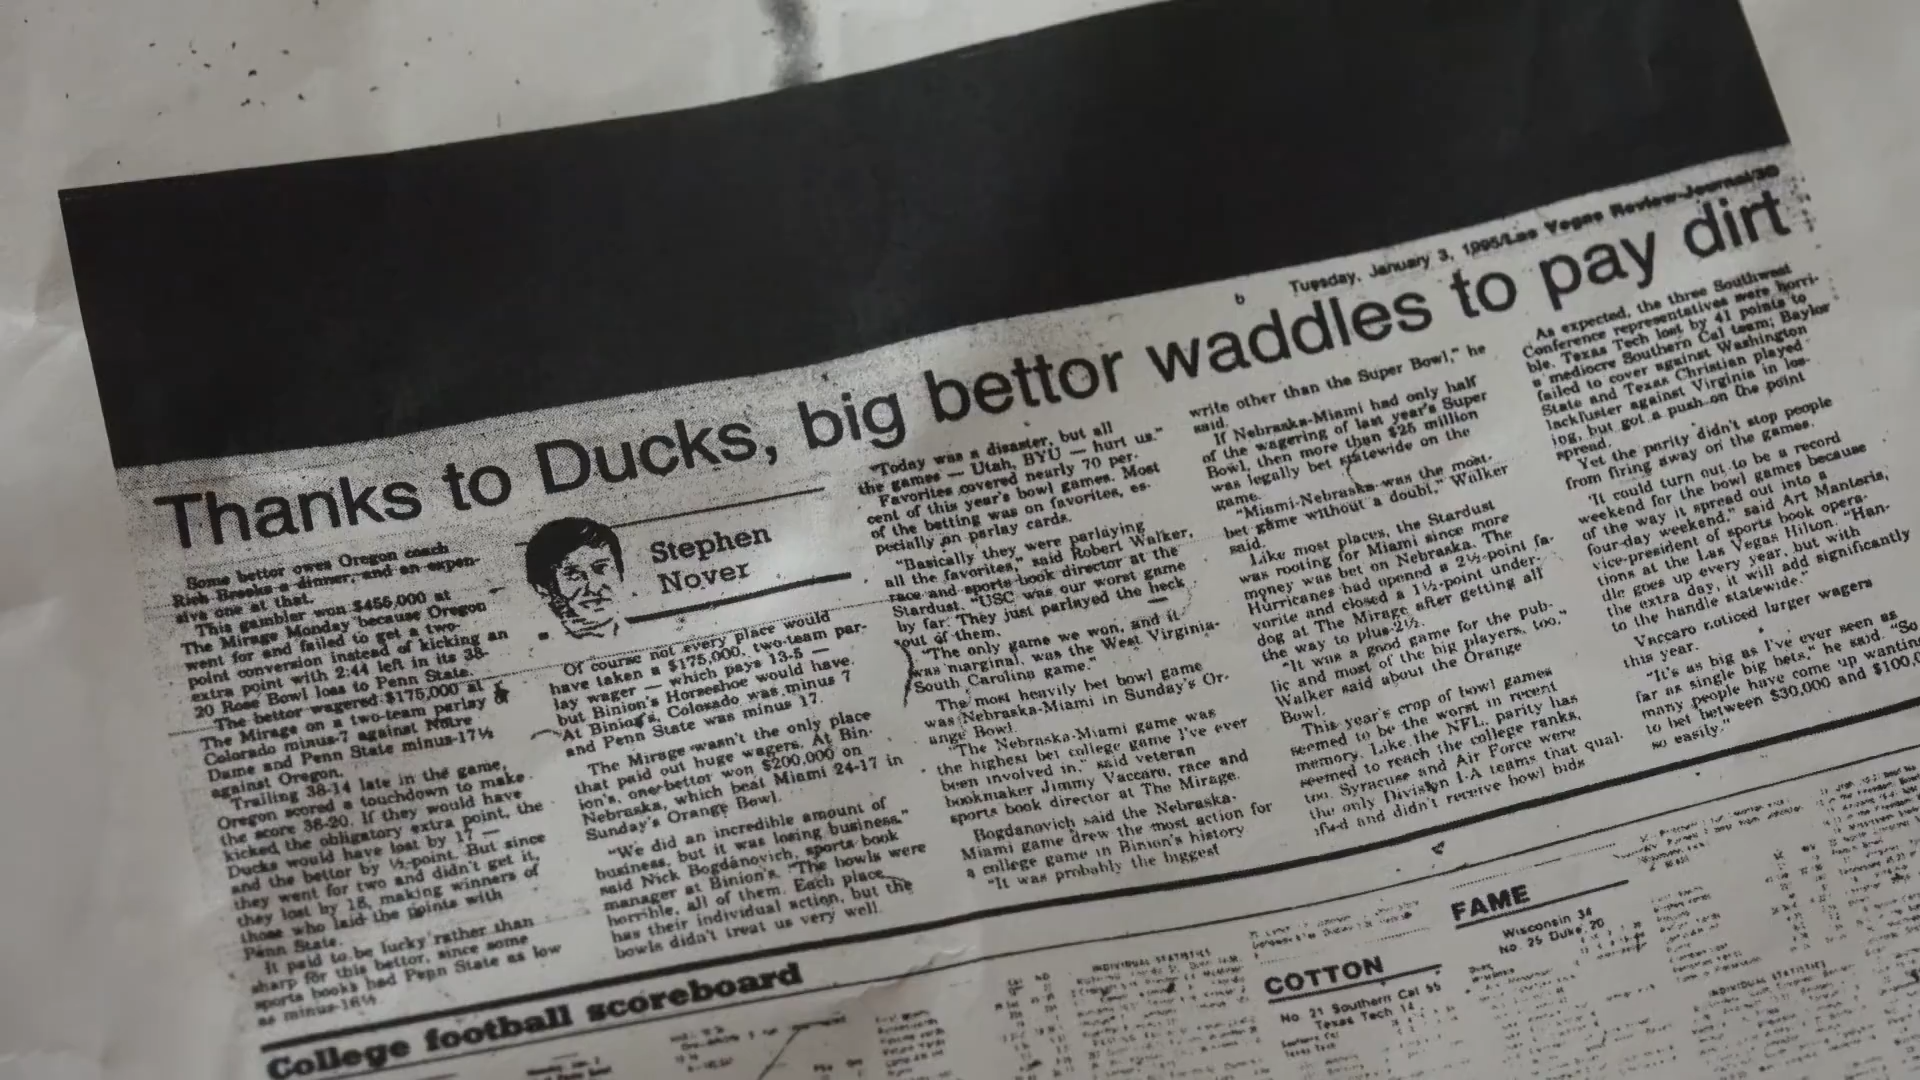 Tuesday, January 3, 1995/Las Vegas Review-Journal/3D
Thanks to Ducks, big bettor waddles to pay dirt
Stephen
Nover
Some bettor owes Oregon coach
Rich Brooks a dinner, and an expen-
sive one at that.
This gambler won $455,000 at
The Mirage Monday because Oregon
went for and failed to get a two-
point conversion instead of kicking an
extra point with 2:44 left in its 38-
20 Rose Bowl loss to Penn State.
The bettor wagered $175,000 at
The Mirage on a two-team parlay of
Colorado minus-7 against Notre
Dame and Penn State minus-17½
against Oregon.
Trailing 38-14 late in the game,
Oregon scored a touchdown to make
the score 38-20. If they would have
kicked the obligatory extra point, the
Ducks would have lost by 17 —
and the bettor by ½-point. But since
they went for two and didn't get it,
they lost by 18, making winners of
those who laid the points with
Penn State.
It paid to be lucky rather than
sharp for this bettor, since some
sports books had Penn State as low
as minus-16½.
Of course not every place would
have taken a $175,000, two-team par-
lay wager — which pays 13-5 —
but Binion's Horseshoe would have.
At Binion's, Colorado was minus 7
and Penn State was minus 17.
The Mirage wasn't the only place
that paid out huge wagers. At Bin-
ion's, one bettor won $200,000 on
Nebraska, which beat Miami 24-17 in
Sunday's Orange Bowl.
"We did an incredible amount of
business, but it was losing business,"
said Nick Bogdanovich, sports book
manager at Binion's. "The bowls were
horrible, all of them. Each place
has their individual action, but the
bowls didn't treat us very well.
"Today was a disaster, but all
the games — Utah, BYU — hurt us."
Favorites covered nearly 70 per-
cent of this year's bowl games. Most
of the betting was on favorites, es-
pecially on parlay cards.
"Basically they were parlaying
all the favorites," said Robert Walker,
race and sports book director at the
Stardust. "USC was our worst game
by far. They just parlayed the heck
out of them.
"The only game we won, and it
was marginal, was the West Virginia-
South Carolina game."
The most heavily bet bowl game
was Nebraska-Miami in Sunday's Or-
ange Bowl.
"The Nebraska-Miami game was
the highest bet college game I've ever
been involved in," said veteran
bookmaker Jimmy Vaccaro, race and
sports book director at The Mirage.
Bogdanovich said the Nebraska-
Miami game drew the most action for
a college game in Binion's history
"It was probably the biggest
write other than the Super Bowl," he
said.
If Nebraska-Miami had only half
of the wagering of last year's Super
Bowl, then more than $25 million
was legally bet statewide on the
game.
"Miami-Nebraska was the most-
bet game without a doubt," Walker
said.
Like most places, the Stardust
was rooting for Miami since more
money was bet on Nebraska. The
Hurricanes had opened a 2½-point fa-
vorite and closed a 1½-point under-
dog at The Mirage after getting all
the way to plus-2½.
"It was a good game for the pub-
lic and most of the big players, too,"
Walker said about the Orange
Bowl.
This year's crop of bowl games
seemed to be the worst in recent
memory. Like the NFL, parity has
seemed to reach the college ranks,
too. Syracuse and Air Force were
the only Division I-A teams that qual-
ified and didn't receive bowl bids
As expected, the three Southwest
Conference representatives were horri-
ble. Texas Tech lost by 41 points to
a mediocre Southern Cal team; Baylor
failed to cover against Washington
State and Texas Christian played
lackluster against Virginia in los-
ing, but got a push on the point
spread.
Yet the parity didn't stop people
from firing away on the games.
"It could turn out to be a record
weekend for the bowl games because
of the way it spread out into a
four-day weekend," said Art Manteris,
vice-president of sports book opera-
tions at the Las Vegas Hilton. "Han-
dle goes up every year, but with
the extra day, it will add significantly
to the handle statewide."
Vaccaro noticed larger wagers
this year.
"It's as big as I've ever seen as
far as single big bets," he said. "So
many people have come up wanting
to bet between $30,000 and $100,0
so easily."
College football scoreboard
INDIVIDUAL STATISTICS
COTTON
No. 21 Southern Cal 55
Texas Tech 14
FAME
Wisconsin 34
No. 25 Duke 20
INDIVIDUAL STATISTICS